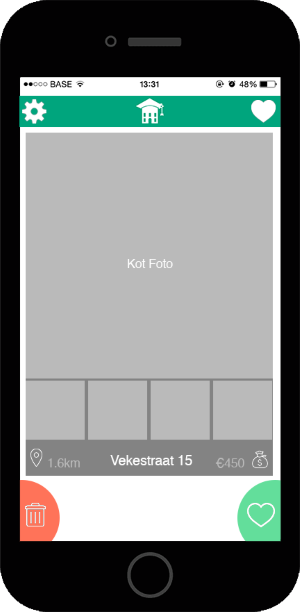 BASE 13:31 48%
Kot Foto
1.6km Vekestraat 15 €450
$